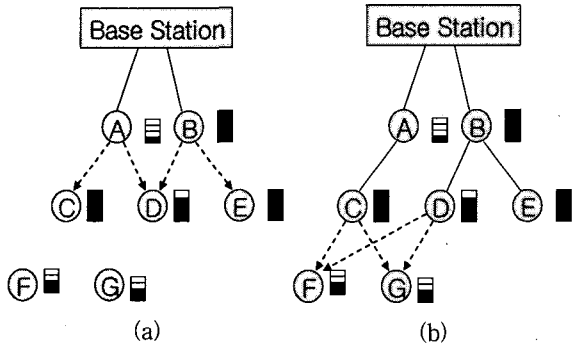 Base Station Base Station
A B A B
C D E C D E
F G F G
(a) (b)